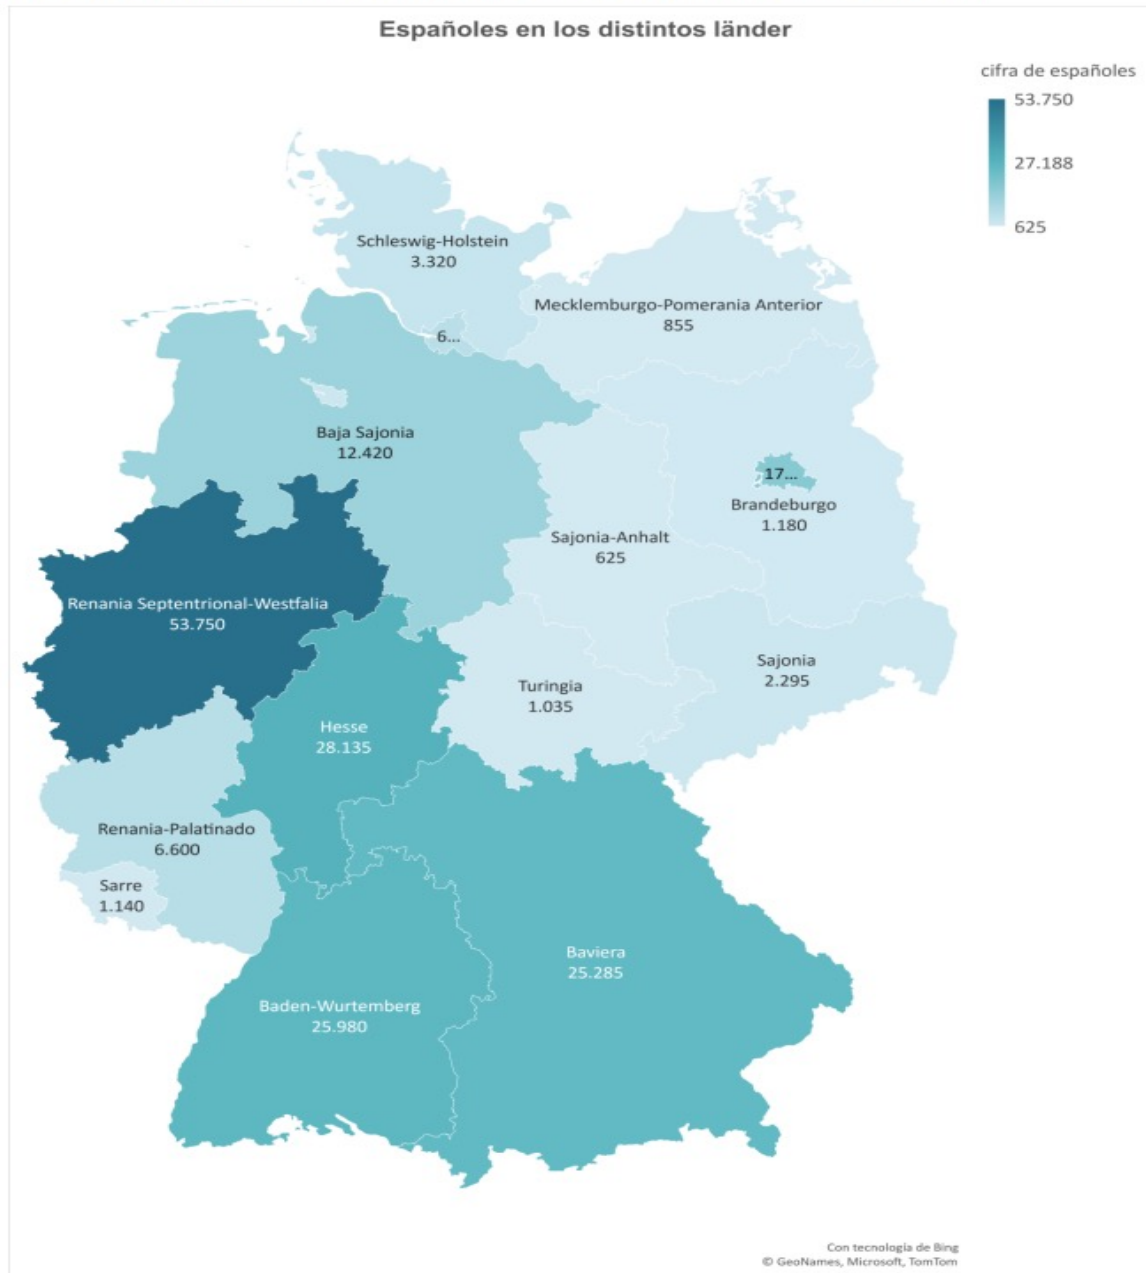 Españoles en los distintos länder
cifra de españoles
53.750
27.188
625
Schleswig-Holstein
3.320
Mecklemburgo-Pomerania Anterior
855
6...
Baja Sajonia
12.420
17...
Brandeburgo
1.180
Sajonia-Anhalt
625
Renania Septentrional-Westfalia
53.750
Sajonia
2.295
Turingia
1.035
Hesse
28.135
Renania-Palatinado
6.600
Sarre
1.140
Baviera
25.285
Baden-Wurtemberg
25.980
Con tecnología de Bing
© GeoNames, Microsoft, TomTom